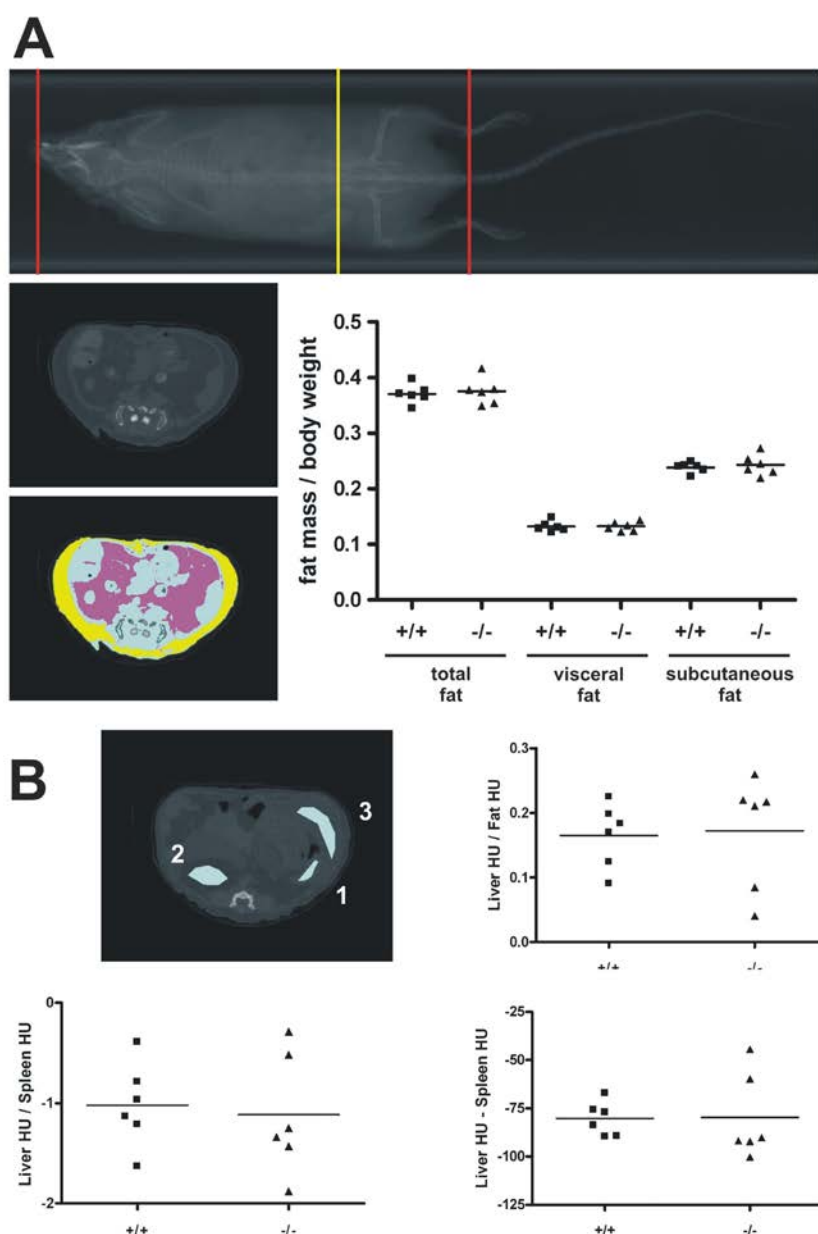 A
0.5
0.4
0.3
0.2
0.1
0.0
fat mass / body weight
+/+ -/- +/+ -/- +/+ -/-
total fat
visceral fat
subcutaneous fat
B
3
2
1
0.3
0.2
0.1
0.0
Liver HU / Fat HU
+/+ -/-
0
-1
-2
Liver HU / Spleen HU
+/+ -/-
-25
-50
-75
-100
-125
Liver HU - Spleen HU
+/+ -/-